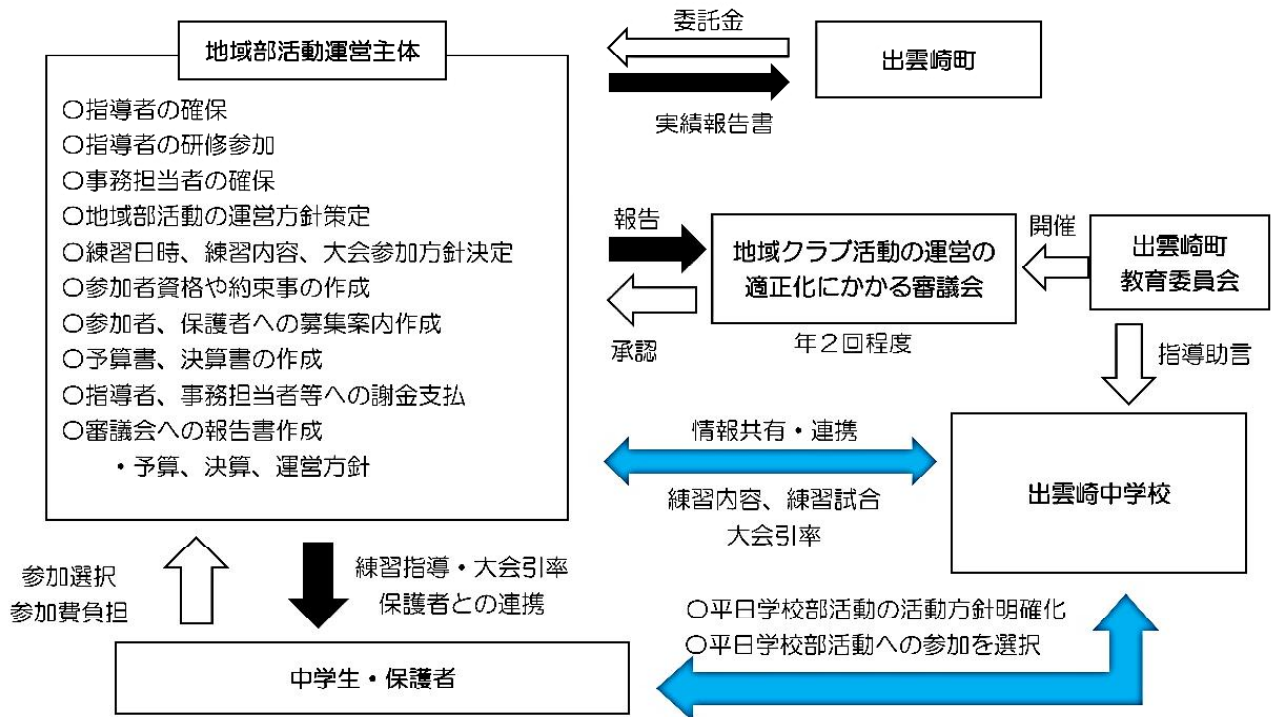 地域部活動運営主体
〇指導者の確保
〇指導者の研修参加
〇事務担当者の確保
〇地域部活動の運営方針策定
〇練習日時、練習内容、大会参加方針決定
〇参加者資格や約束事の作成
〇参加者、保護者への募集案内作成
〇予算書、決算書の作成
〇指導者、事務担当者等への謝金支払
〇審議会への報告書作成
・予算、決算、運営方針
委託金
実績報告書
出雲崎町
報告
承認
地域クラブ活動の運営の
適正化にかかる審議会
年2回程度
開催
出雲崎町
教育委員会
指導助言
情報共有・連携
練習内容、練習試合
大会引率
出雲崎中学校
参加選択
参加費負担
練習指導・大会引率
保護者との連携
〇平日学校部活動の活動方針明確化
〇平日学校部活動への参加を選択
中学生・保護者